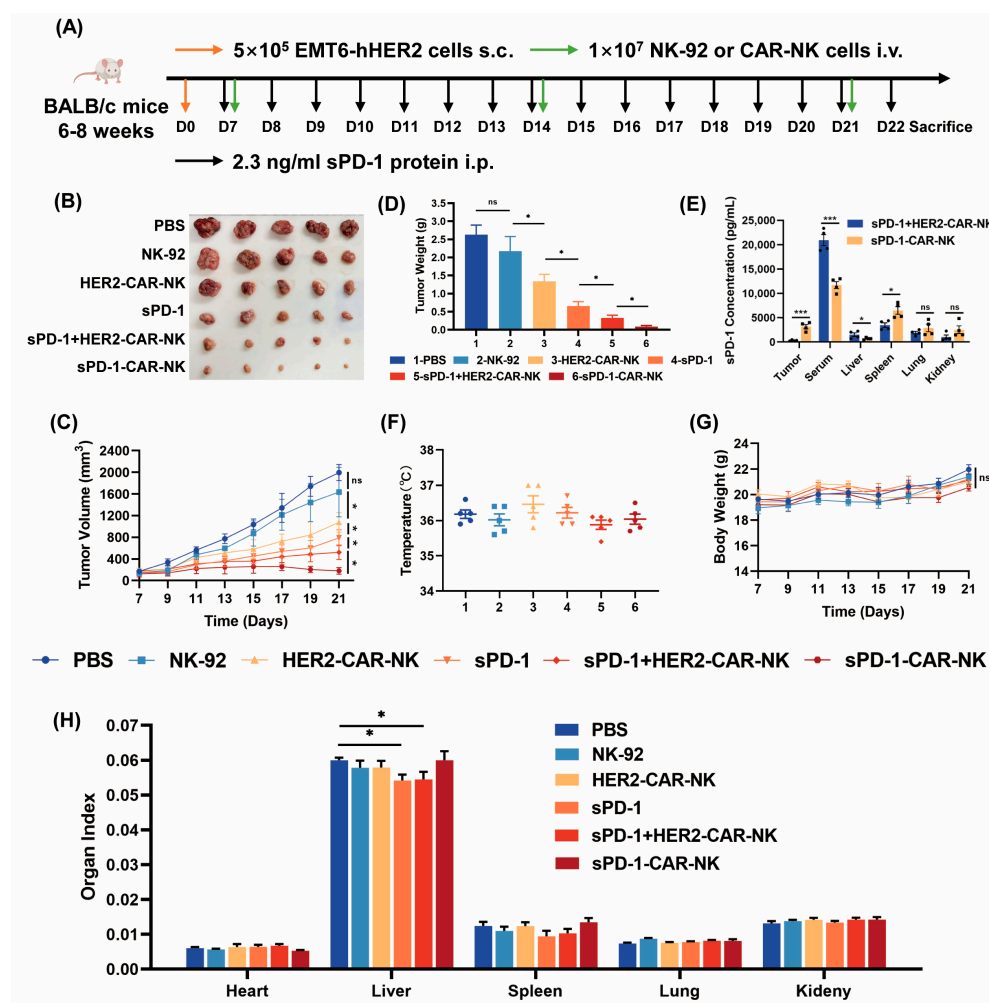 (A)
5×10⁵ EMT6-hHER2 cells s.c.
1×10⁷ NK-92 or CAR-NK cells i.v.
BALB/c mice
6-8 weeks
D0 D7 D8 D9 D10 D11 D12 D13 D14 D15 D16 D17 D18 D19 D20 D21 D22 Sacrifice
2.3 ng/ml sPD-1 protein i.p.
(B)
PBS
NK-92
HER2-CAR-NK
sPD-1
sPD-1+HER2-CAR-NK
sPD-1-CAR-NK
(D)
Tumor Weight (g)
3.5
3.0
2.5
2.0
1.5
1.0
0.5
0.0
ns * * * *
1 2 3 4 5 6
1-PBS 2-NK-92 3-HER2-CAR-NK 4-sPD-1
5-sPD-1+HER2-CAR-NK 6-sPD-1-CAR-NK
(E)
sPD-1 Concentration (pg/mL)
25,000
20,000
15,000
10,000
5000
0
sPD-1+HER2-CAR-NK
sPD-1-CAR-NK
*** *** * * ns ns
Tumor Serum Liver Spleen Lung Kidney
(C)
Tumor Volume (mm³)
2400
2000
1600
1200
800
400
0
ns
*
*
*
*
7 9 11 13 15 17 19 21
Time (Days)
(F)
Temperature (°C)
38
37
36
35
34
1 2 3 4 5 6
(G)
Body Weight (g)
24
22
20
18
16
14
ns
7 9 11 13 15 17 19 21
Time (Days)
PBS NK-92 HER2-CAR-NK sPD-1 sPD-1+HER2-CAR-NK sPD-1-CAR-NK
(H)
Organ Index
0.07
0.06
0.05
0.04
0.03
0.02
0.01
0.00
*
*
PBS
NK-92
HER2-CAR-NK
sPD-1
sPD-1+HER2-CAR-NK
sPD-1-CAR-NK
Heart Liver Spleen Lung Kideny